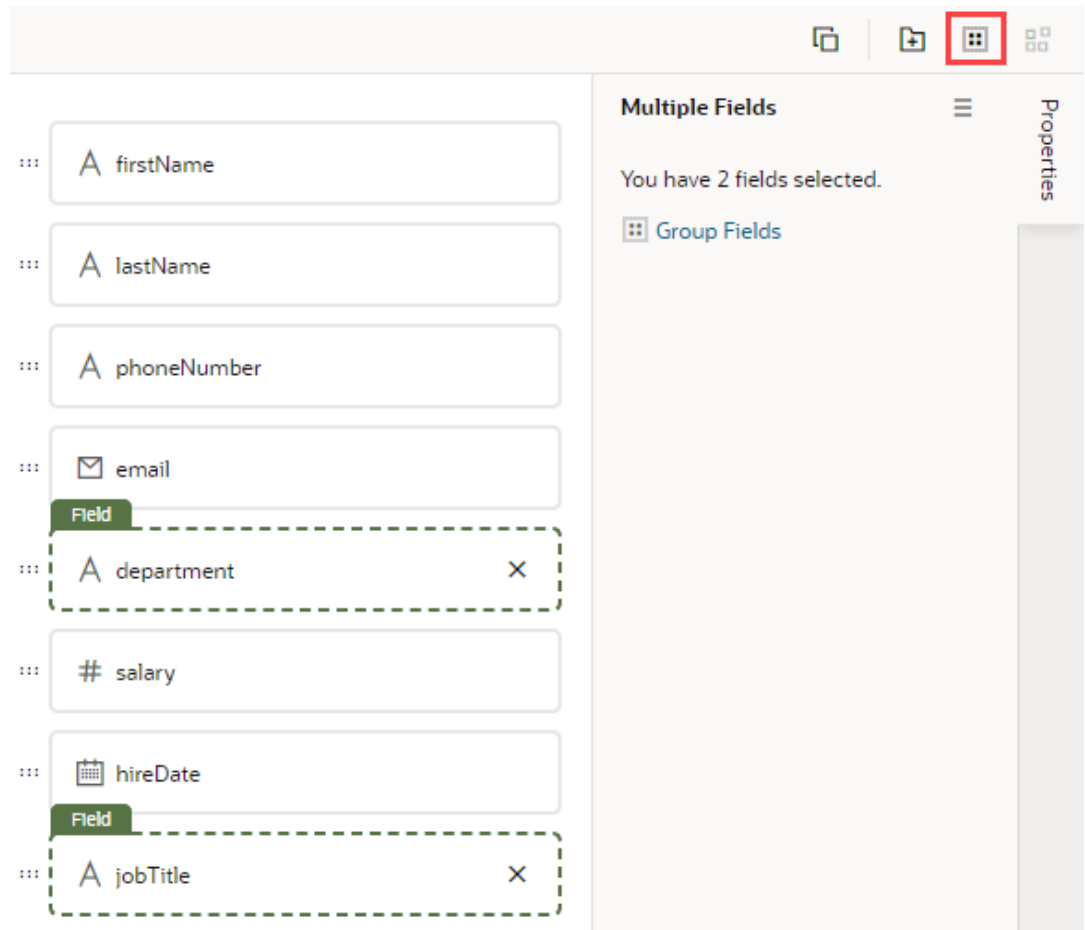 Multiple Fields
Properties
You have 2 fields selected.
Group Fields
firstName
lastName
phoneNumber
email
Field
department
salary
hireDate
Field
jobTitle